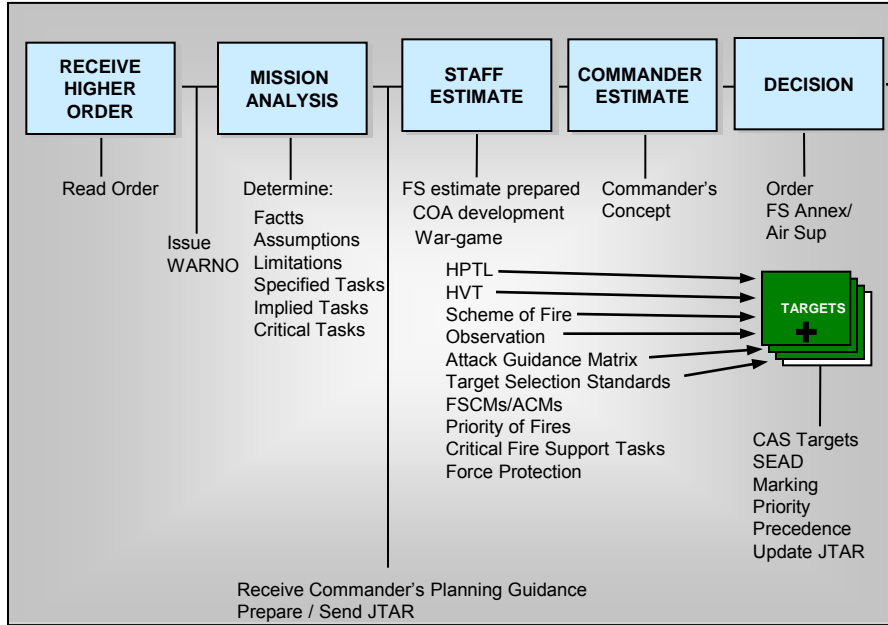 RECEIVE
HIGHER
ORDER
MISSION
ANALYSIS
STAFF
ESTIMATE
COMMANDER
ESTIMATE
DECISION
Read Order
Issue
WARNO
Determine:
Factts
Assumptions
Limitations
Specified Tasks
Implied Tasks
Critical Tasks
FS estimate prepared
COA development
War-game
HPTL
HVT
Scheme of Fire
Observation
Attack Guidance Matrix
Target Selection Standards
FSCMs/ACMs
Priority of Fires
Critical Fire Support Tasks
Force Protection
Commander's
Concept
Order
FS Annex/
Air Sup
TARGETS
CAS Targets
SEAD
Marking
Priority
Precedence
Update JTAR
Receive Commander's Planning Guidance
Prepare / Send JTAR